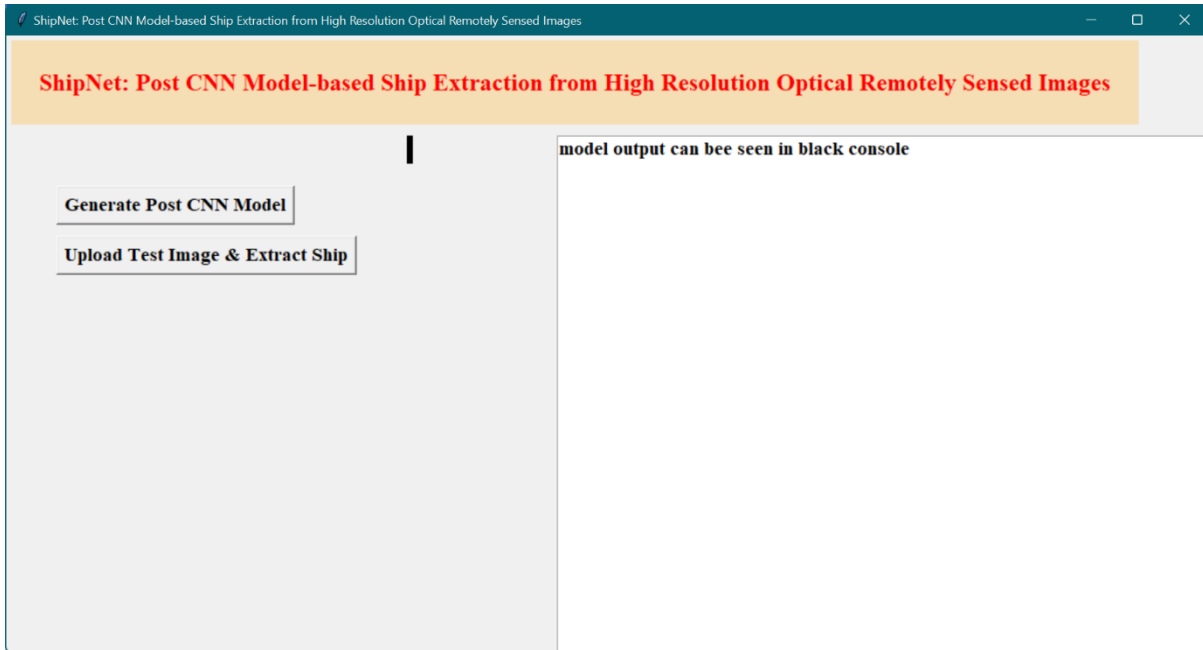 ShipNet: Post CNN Model-based Ship Extraction from High Resolution Optical Remotely Sensed Images
ShipNet: Post CNN Model-based Ship Extraction from High Resolution Optical Remotely Sensed Images
model output can bee seen in black console
Generate Post CNN Model
Upload Test Image & Extract Ship